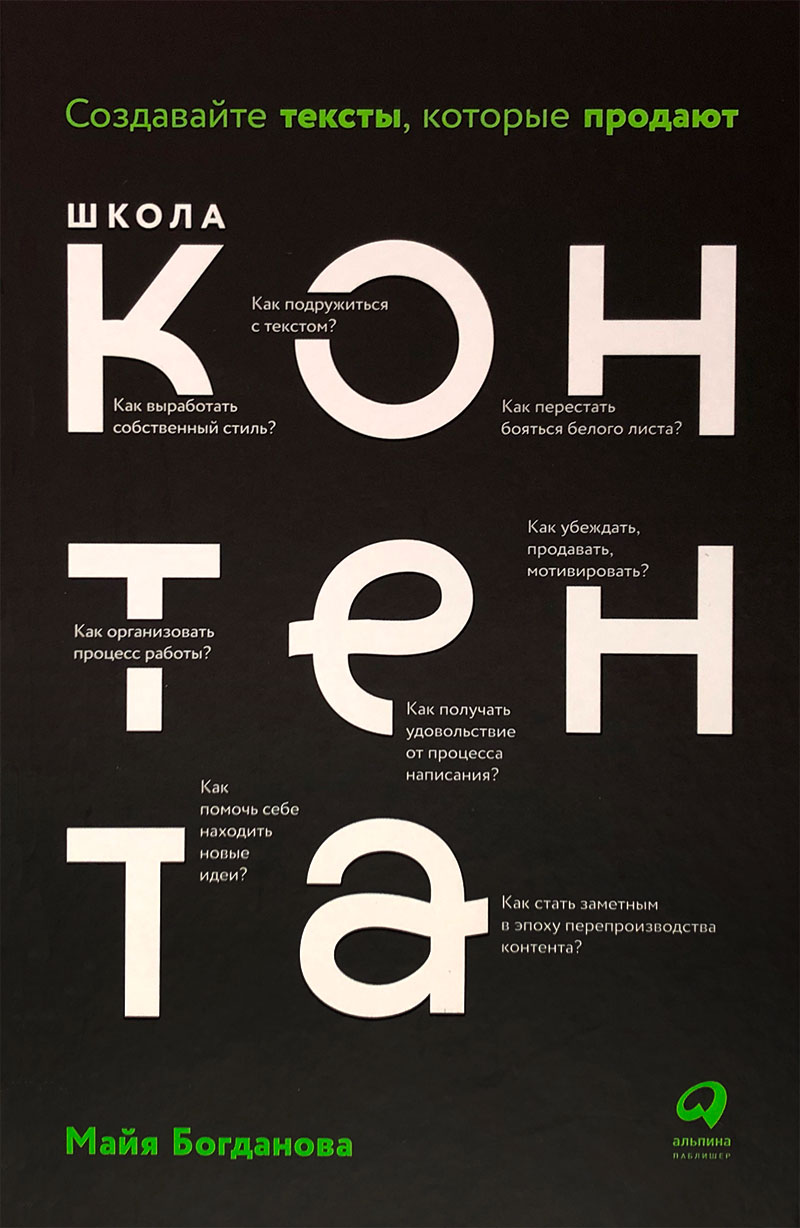 Создавайте тексты, которые продают
ШКОЛА
КОН
Как подружиться
с текстом?
Как выработать
собственный стиль?
Как перестать
бояться белого листа?
тен
Как убеждать,
продавать,
мотивировать?
Как организовать
процесс работы?
Как получать
удовольствие
от процесса
написания?
та
Как
помочь себе
находить
новые
идеи?
Как стать заметным
в эпоху перепроизводства
контента?
Майя Богданова
альпина
ПАБЛИШЕР